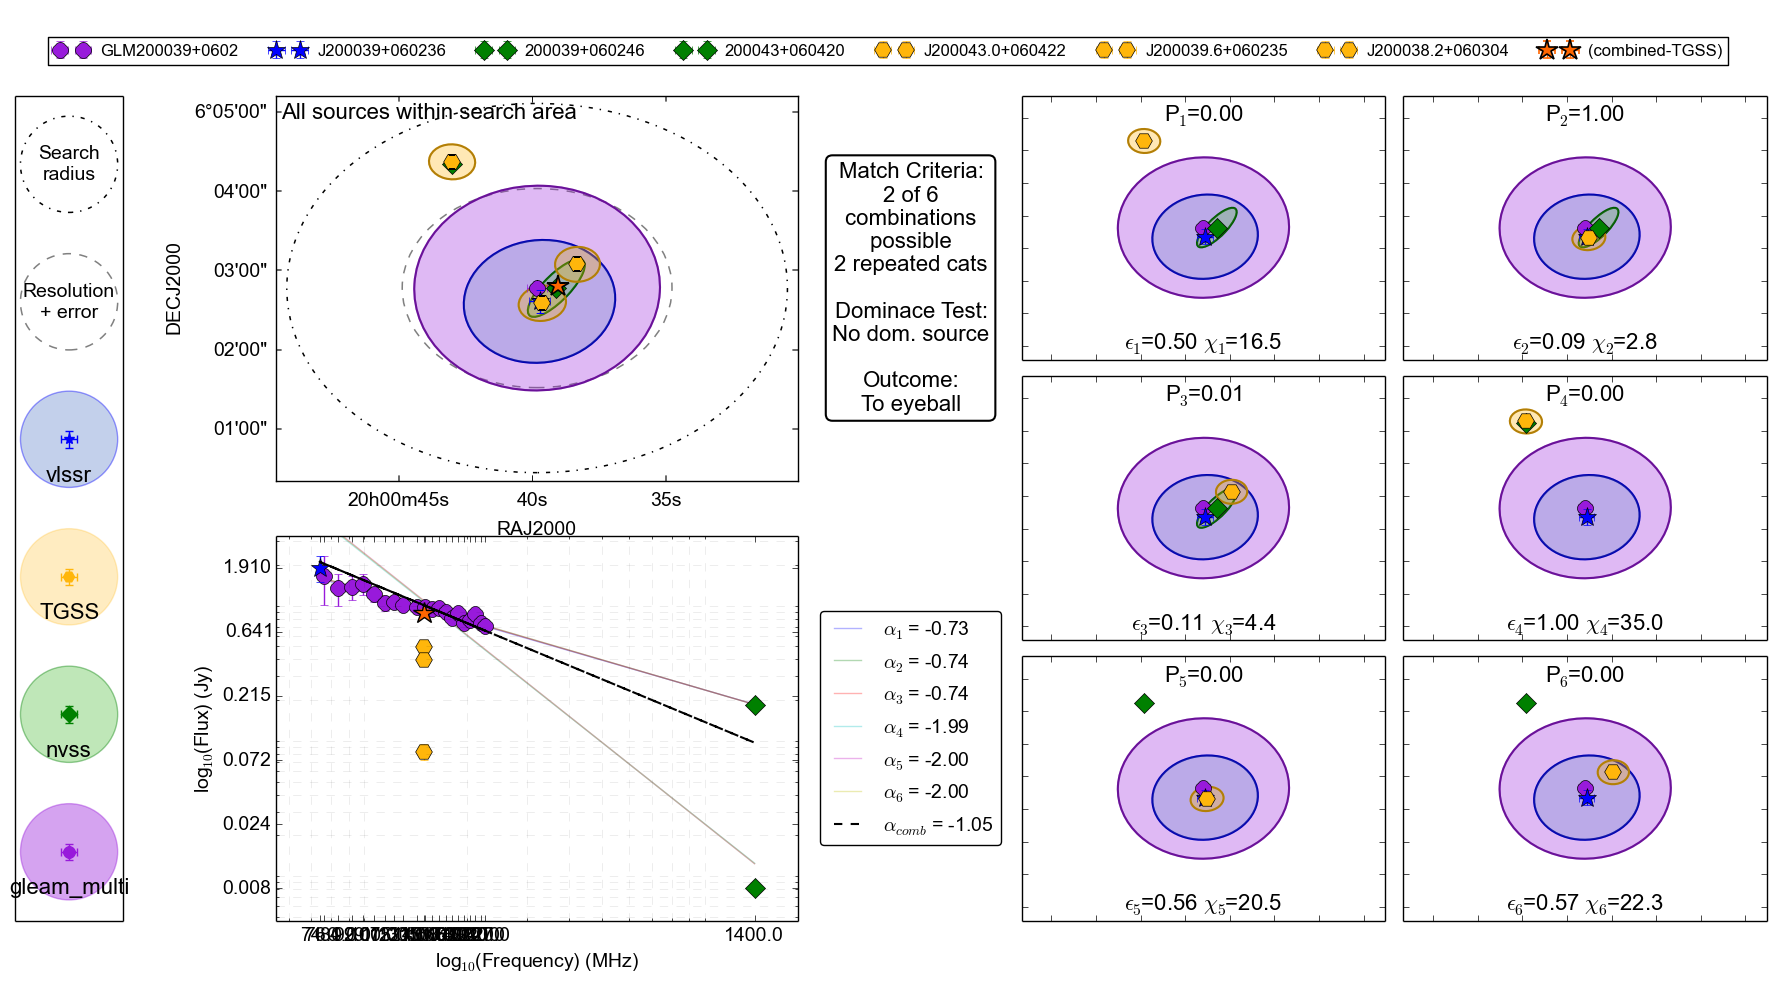 GLM200039+0602 J200039+060236 200039+060246 200043+060420 J200043.0+060422 J200039.6+060235 J200038.2+060304 (combined-TGSS)
Search
radius
Resolution
+ error
vlssr
TGSS
nvss
gleam_multi
All sources within search area
6°05'00"
04'00"
03'00"
02'00"
01'00"
DECJ2000
20h00m45s 40s 35s
RAJ2000
1.910
0.641
0.215
0.072
0.024
0.008
log10(Flux) (Jy)
1400.0
log10(Frequency) (MHz)
Match Criteria:
2 of 6
combinations
possible
2 repeated cats
Dominace Test:
No dom. source
Outcome:
To eyeball
α1 = -0.73
α2 = -0.74
α3 = -0.74
α4 = -1.99
α5 = -2.00
α6 = -2.00
αcomb = -1.05
P1=0.00
ϵ1=0.50 χ1=16.5
P2=1.00
ϵ2=0.09 χ2=2.8
P3=0.01
ϵ3=0.11 χ3=4.4
P4=0.00
ϵ4=1.00 χ4=35.0
P5=0.00
ϵ5=0.56 χ5=20.5
P6=0.00
ϵ6=0.57 χ6=22.3